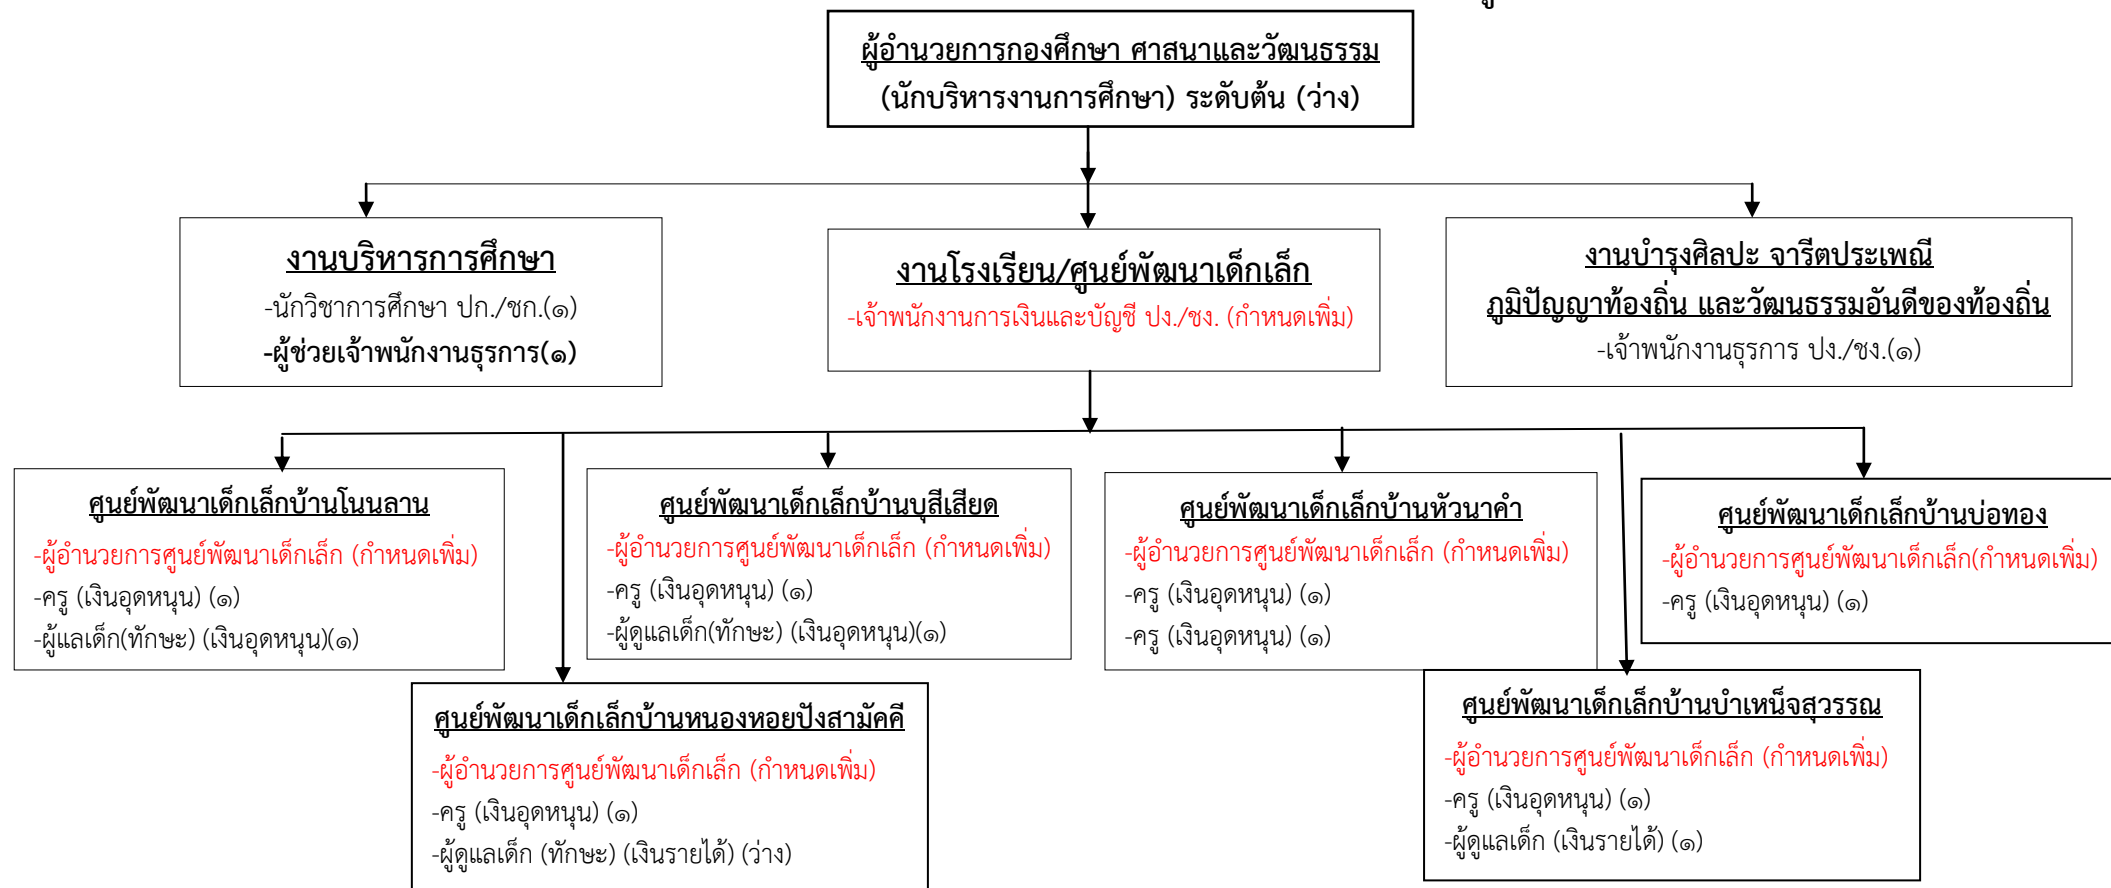 ผู้อำนวยการกองศึกษา ศาสนาและวัฒนธรรม
(นักบริหารงานการศึกษา) ระดับต้น (ว่าง)
งานบริหารการศึกษา
-นักวิชาการศึกษา ปก./ชก.(๑)
-ผู้ช่วยเจ้าพนักงานธุรการ(๑)
งานโรงเรียน/ศูนย์พัฒนาเด็กเล็ก
-เจ้าพนักงานการเงินและบัญชี ปง./ชง. (กำหนดเพิ่ม)
งานบำรุงศิลปะ จารีตประเพณี
ภูมิปัญญาท้องถิ่น และวัฒนธรรมอันดีของท้องถิ่น
-เจ้าพนักงานธุรการ ปง./ชง.(๑)
ศูนย์พัฒนาเด็กเล็กบ้านโนนลาน
-ผู้อำนวยการศูนย์พัฒนาเด็กเล็ก (กำหนดเพิ่ม)
-ครู (เงินอุดหนุน) (๑)
-ผู้แลเด็ก(ทักษะ) (เงินอุดหนุน)(๑)
ศูนย์พัฒนาเด็กเล็กบ้านบุสีเสียด
-ผู้อำนวยการศูนย์พัฒนาเด็กเล็ก (กำหนดเพิ่ม)
-ครู (เงินอุดหนุน) (๑)
-ผู้ดูแลเด็ก(ทักษะ) (เงินอุดหนุน)(๑)
ศูนย์พัฒนาเด็กเล็กบ้านหัวนาคำ
-ผู้อำนวยการศูนย์พัฒนาเด็กเล็ก (กำหนดเพิ่ม)
-ครู (เงินอุดหนุน) (๑)
-ครู (เงินอุดหนุน) (๑)
ศูนย์พัฒนาเด็กเล็กบ้านบ่อทอง
-ผู้อำนวยการศูนย์พัฒนาเด็กเล็ก(กำหนดเพิ่ม)
-ครู (เงินอุดหนุน) (๑)
ศูนย์พัฒนาเด็กเล็กบ้านหนองหอยปังสามัคคี
-ผู้อำนวยการศูนย์พัฒนาเด็กเล็ก (กำหนดเพิ่ม)
-ครู (เงินอุดหนุน) (๑)
-ผู้ดูแลเด็ก (ทักษะ) (เงินรายได้) (ว่าง)
ศูนย์พัฒนาเด็กเล็กบ้านบำเหน็จสุวรรณ
-ผู้อำนวยการศูนย์พัฒนาเด็กเล็ก (กำหนดเพิ่ม)
-ครู (เงินอุดหนุน) (๑)
-ผู้ดูแลเด็ก (เงินรายได้) (๑)